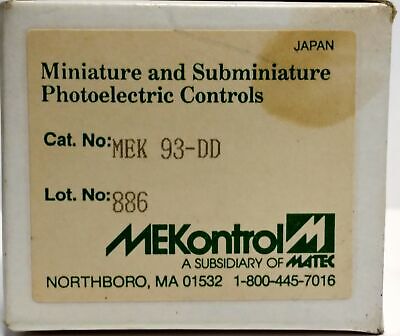 JAPAN
Miniature and Subminiature
Photoelectric Controls
Cat. No: MEK 93-DD
Lot. No: 886
MEKontrol M
A SUBSIDIARY OF MATEC
NORTHBORO, MA 01532 1-800-445-7016